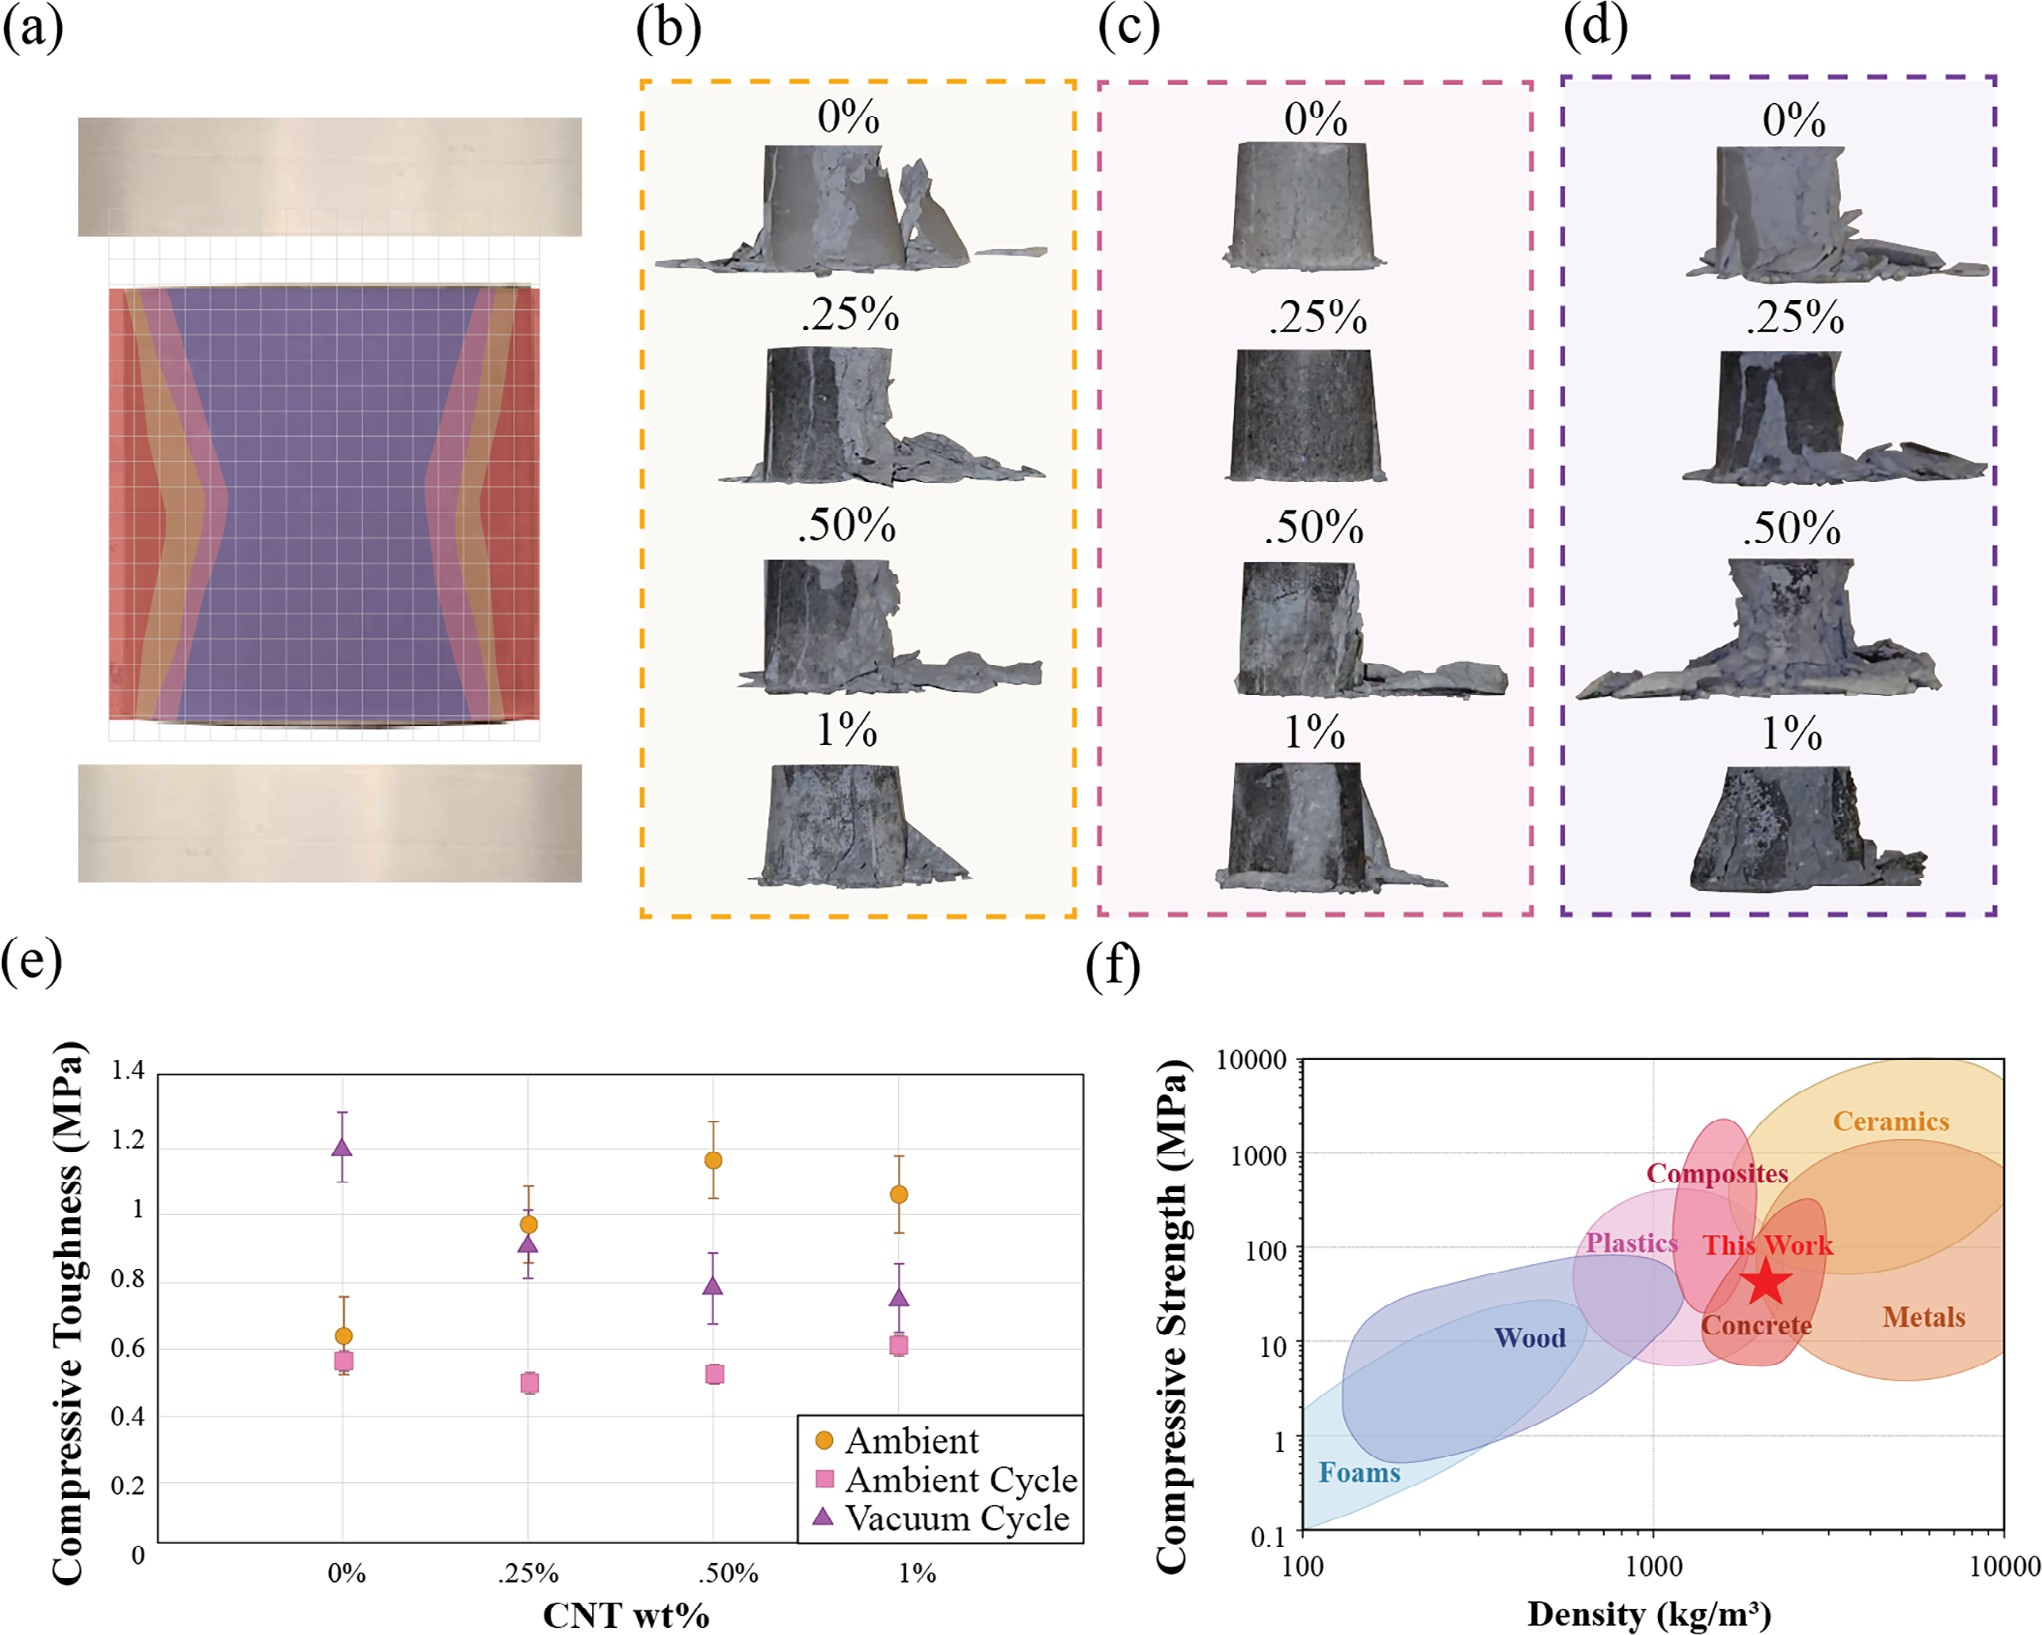 (a)
(b)
(c)
(d)
0%
.25%
.50%
1%
0%
.25%
.50%
1%
0%
.25%
.50%
1%
(e)
Compressive Toughness (MPa)
1.4
1.2
1
0.8
0.6
0.4
0.2
0
0%
.25%
.50%
1%
CNT wt%
Ambient
Ambient Cycle
Vacuum Cycle
(f)
Compressive Strength (MPa)
10000
1000
100
10
1
0.1
100
1000
10000
Density (kg/m³)
Ceramics
Composites
Plastics
This Work
Wood
Concrete
Metals
Foams